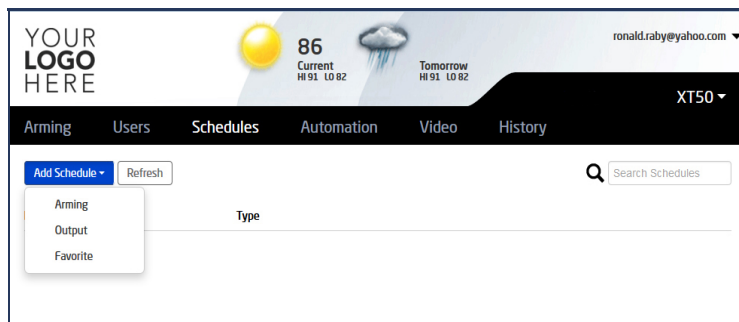 YOUR
LOGO
HERE
86
Current
HI 91 LO 82
Tomorrow
HI 91 LO 82
ronald.raby@yahoo.com
XT50
Arming Users Schedules Automation Video History
Add Schedule Refresh Search Schedules
Arming
Output
Favorite
Type